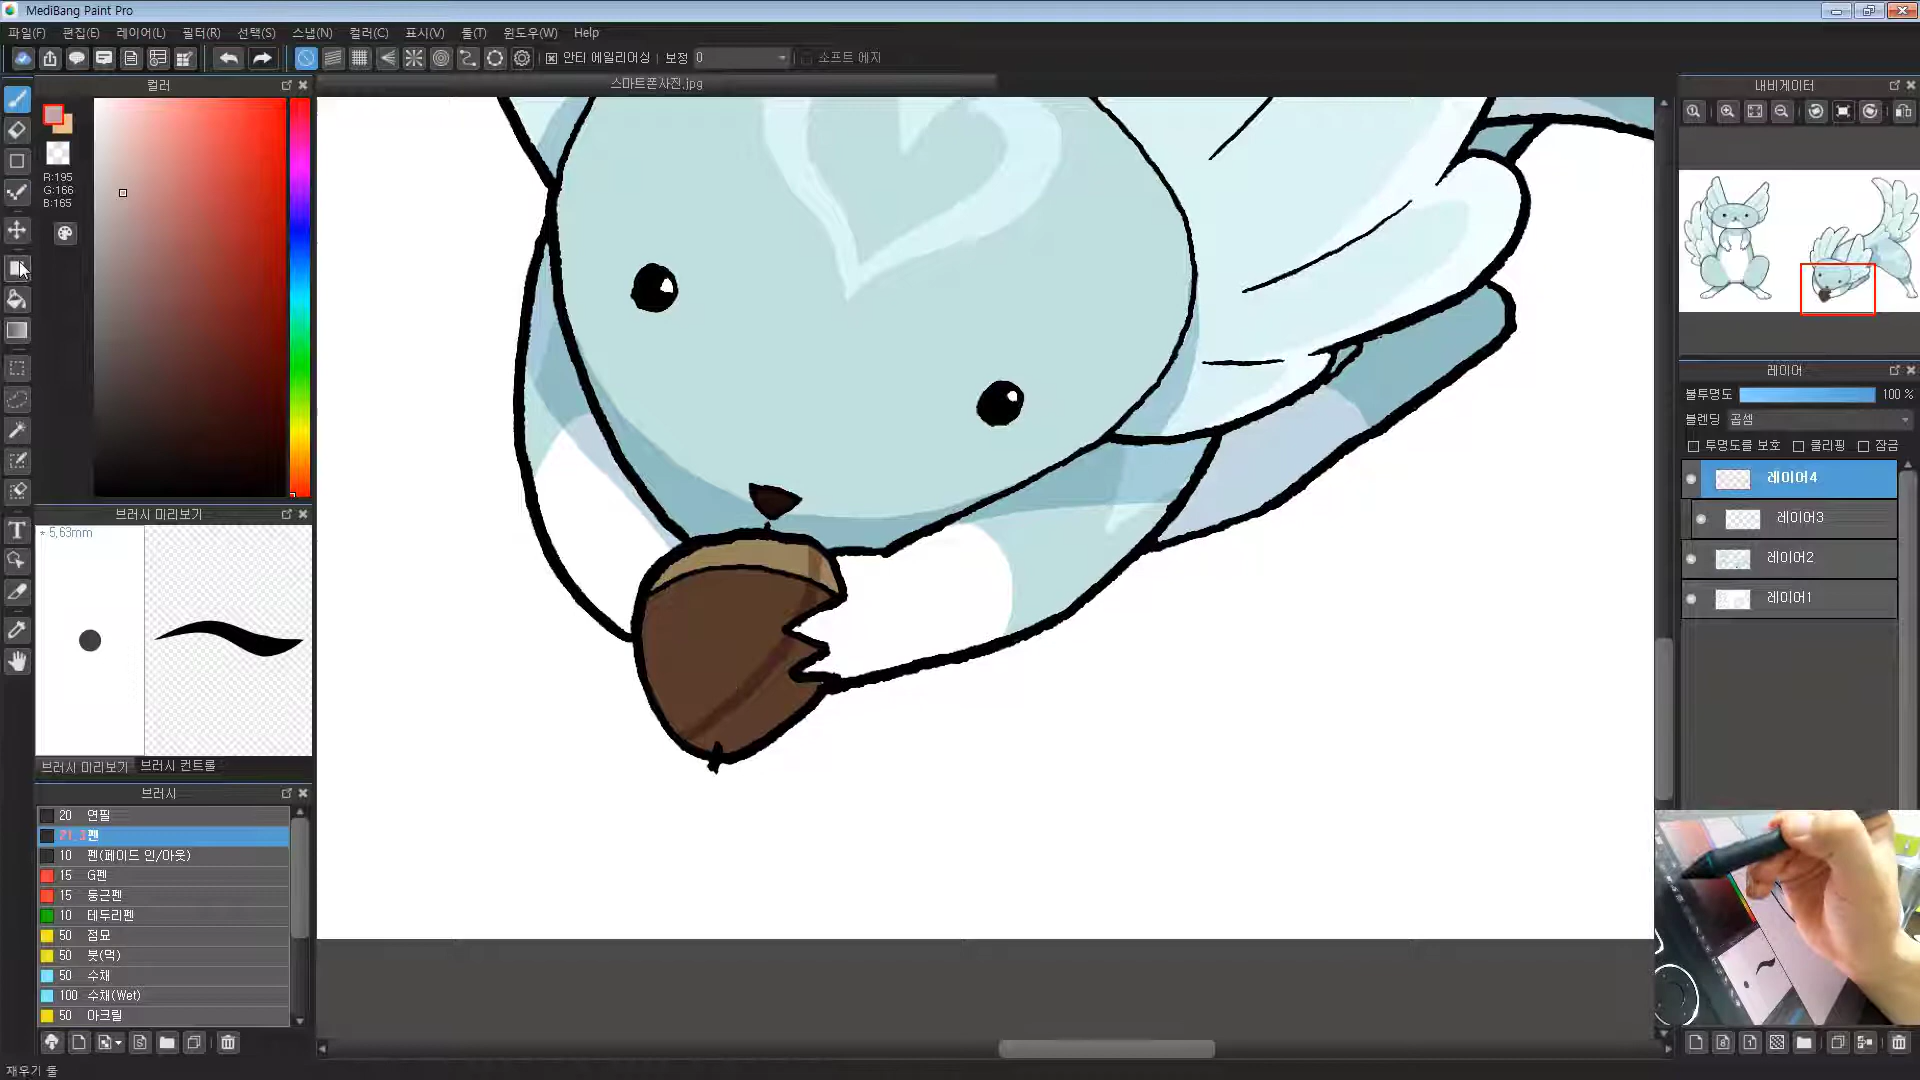 MediBang Paint Pro
파일(F) 편집(E) 레이어(L) 필터(R) 선택(S) 스냅(N) 컬러(C) 표시(V) 툴(T) 윈도우(W) Help
안티 에일리어싱 보정 0 소프트 에지
컬러
스마트폰사진.jpg
내비게이터
R:195
G:166
B:165
레이어
불투명도 100 %
블렌딩 곱셈
투명도를 보호 클리핑 잠금
레이어4
레이어3
레이어2
레이어1
브러시 미리보기
* 5,63mm
브러시 미리보기 브러시 컨트롤
브러시
20 연필
펜
10 펜(페이드 인/아웃)
15 G펜
15 둥근펜
10 테두리펜
50 점묘
50 붓(먹)
50 수채
100 수채(Wet)
50 아크릴
채우기 툴